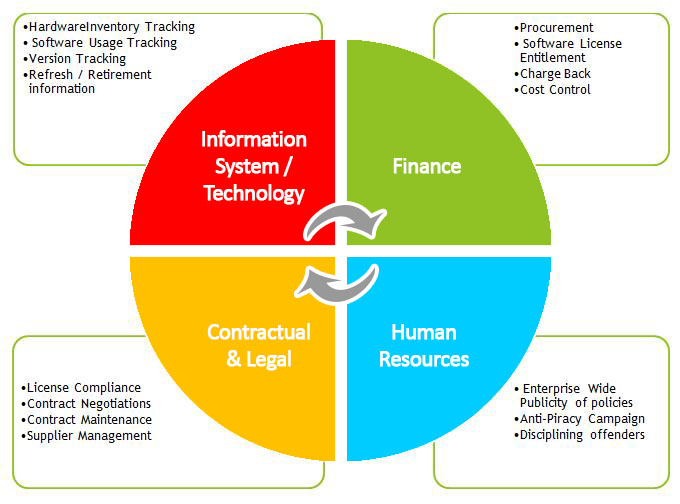 •HardwareInventory Tracking
• Software Usage Tracking
•Version Tracking
•Refresh / Retirement
information
•Procurement
• Software License
Entitlement
•Charge Back
•Cost Control
Information
System /
Technology
Finance
Contractual
& Legal
Human
Resources
•License Compliance
•Contract Negotiations
•Contract Maintenance
•Supplier Management
• Enterprise Wide
Publicity of policies
•Anti-Piracy Campaign
•Disciplining offenders